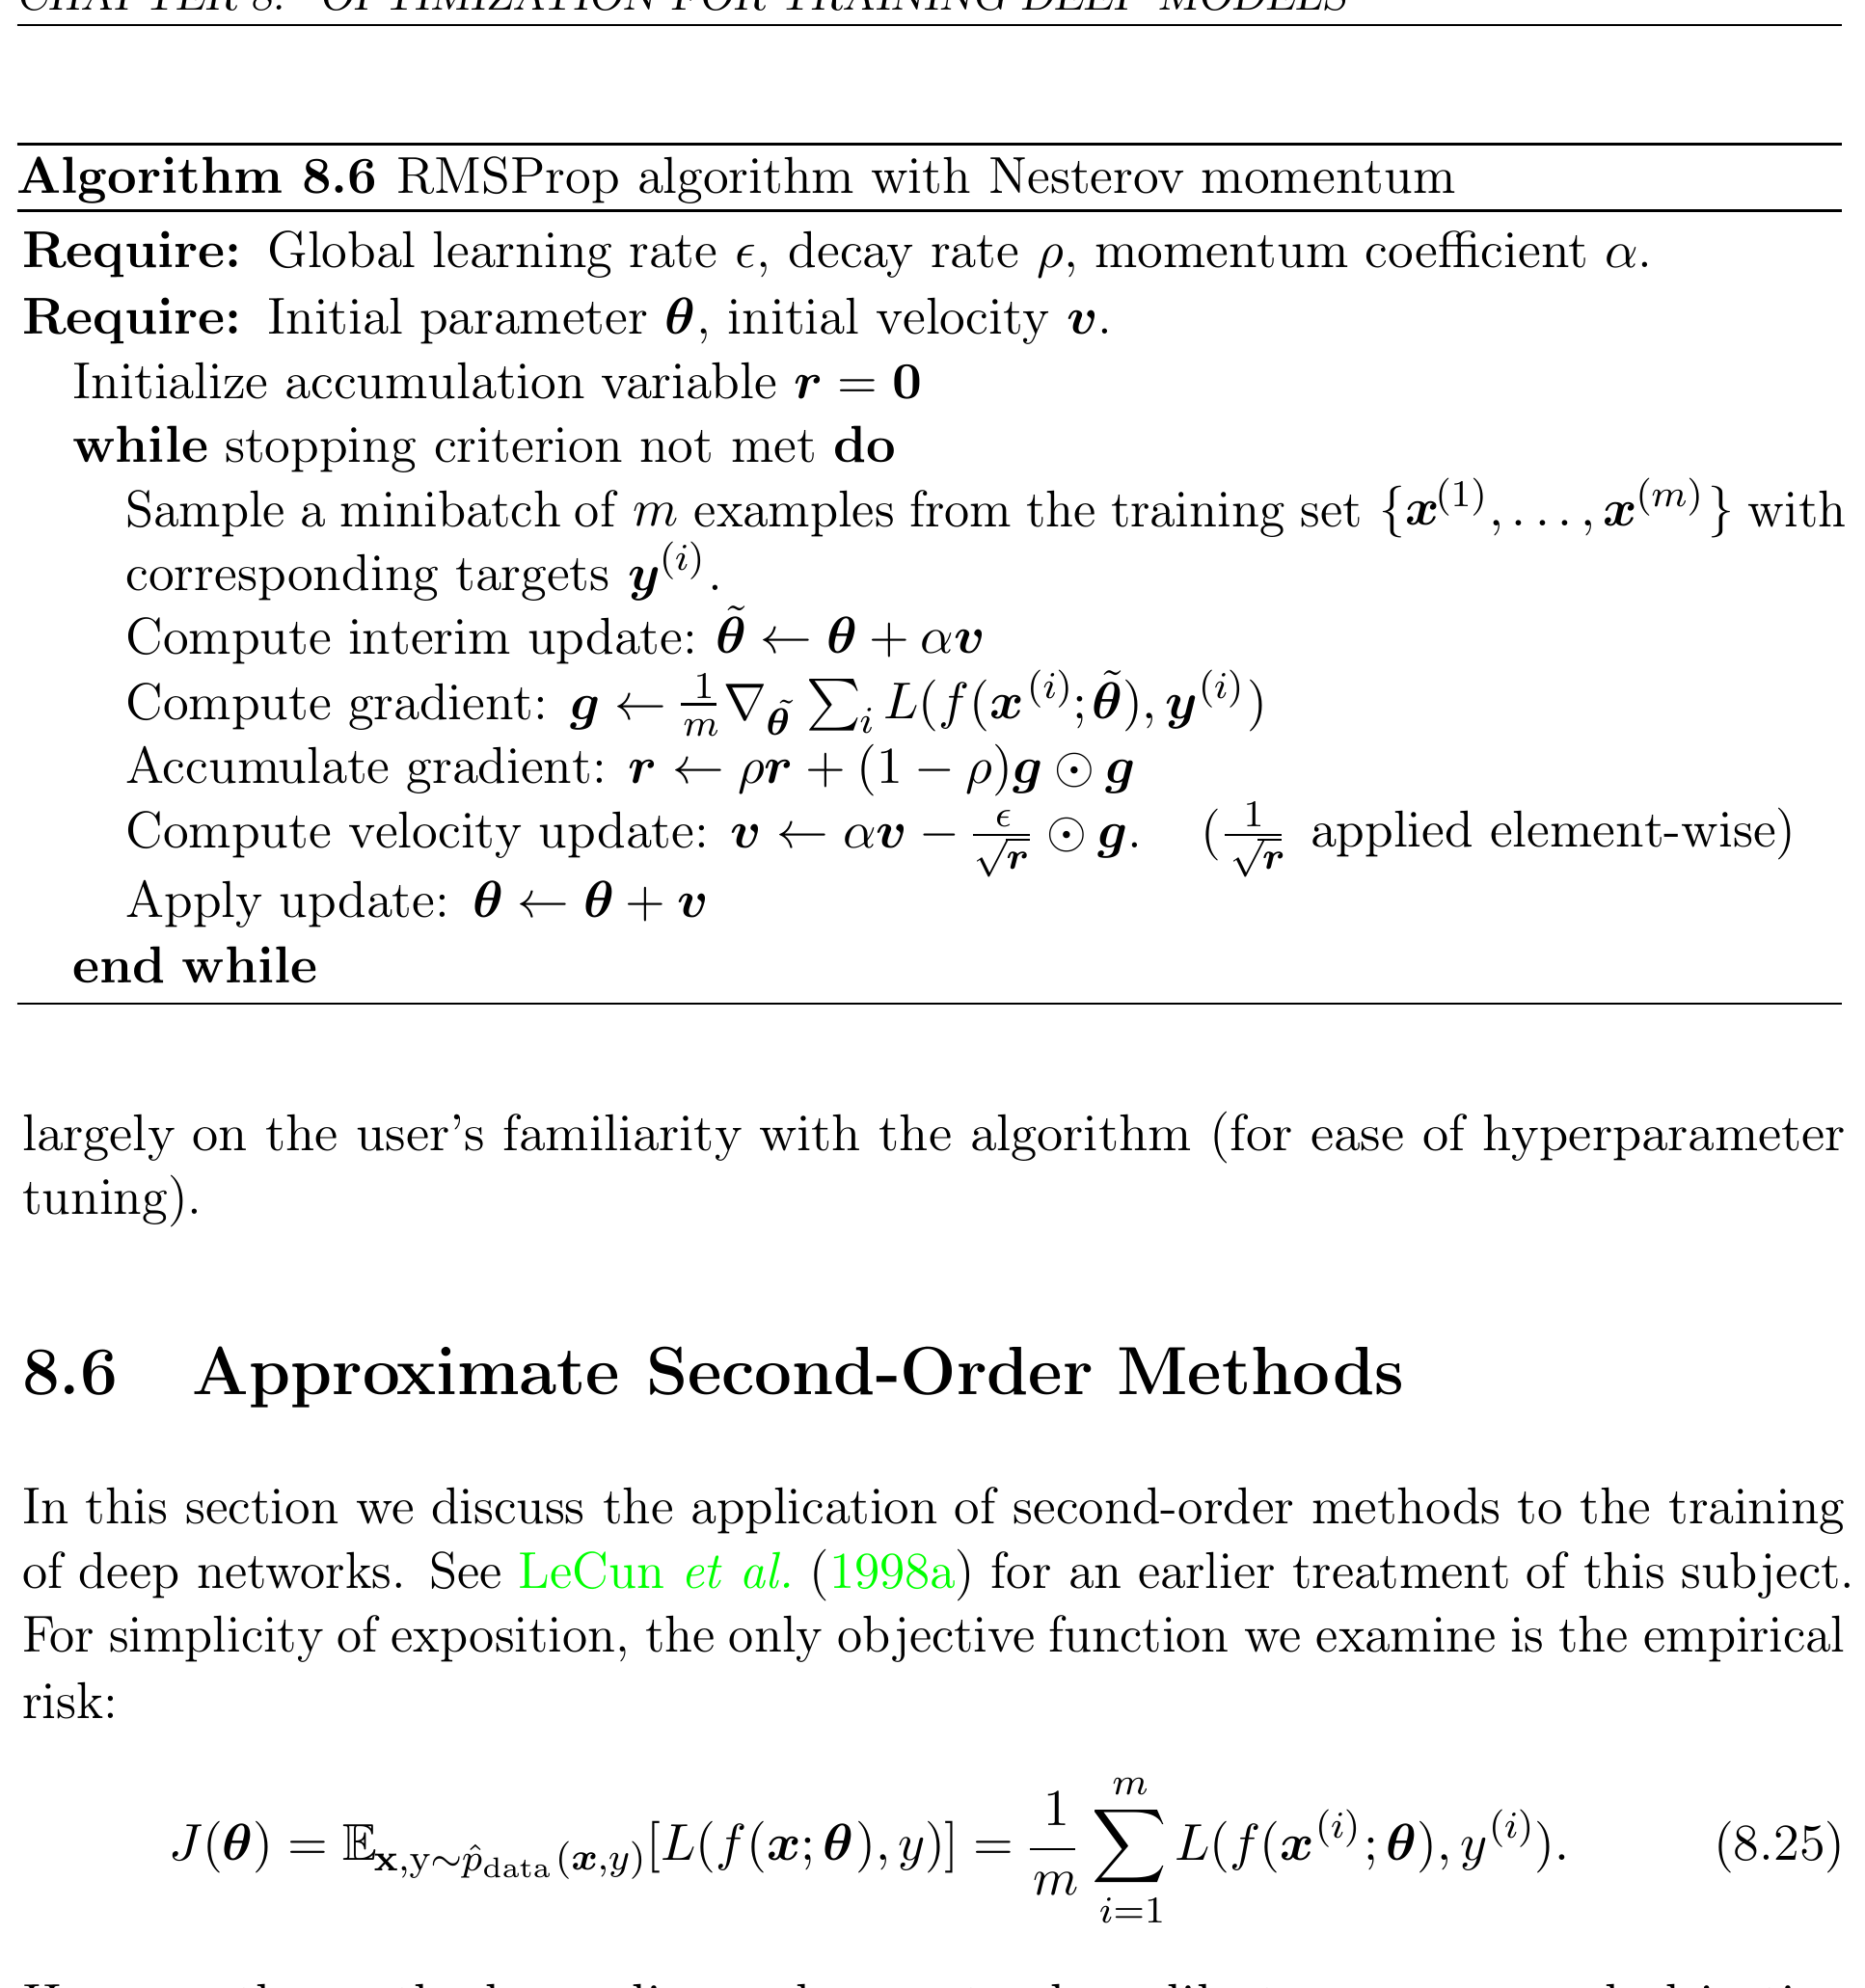 CHAPTER 8. OPTIMIZATION FOR TRAINING DEEP MODELS
Algorithm 8.6 RMSProp algorithm with Nesterov momentum
Require: Global learning rate ϵ, decay rate ρ, momentum coefficient α.
Require: Initial parameter θ, initial velocity v.
Initialize accumulation variable r = 0
while stopping criterion not met do
Sample a minibatch of m examples from the training set {x^(1), . . . , x^(m)} with
corresponding targets y^(i).
Compute interim update: θ̃ ← θ + αv
Compute gradient: g ← 1/m ∇_θ̃ ∑_i L(f(x^(i); θ̃), y^(i))
Accumulate gradient: r ← ρr + (1 − ρ)g ⊙ g
Compute velocity update: v ← αv − ϵ/√r ⊙ g. (1/√r applied element-wise)
Apply update: θ ← θ + v
end while
largely on the user's familiarity with the algorithm (for ease of hyperparameter
tuning).
8.6 Approximate Second-Order Methods
In this section we discuss the application of second-order methods to the training
of deep networks. See LeCun et al. (1998a) for an earlier treatment of this subject.
For simplicity of exposition, the only objective function we examine is the empirical
risk:
J(θ) = 𝔼_x,y∼p̂_data(x,y)[L(f(x; θ), y)] = 1/m ∑_{i=1}^m L(f(x^(i); θ), y^(i)). (8.25)